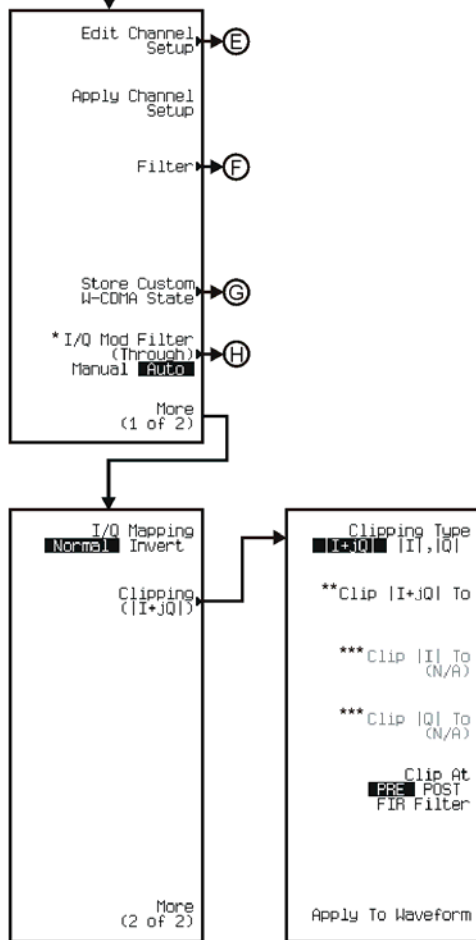 Edit Channel
Setup
E
Apply Channel
Setup
Filter
F
Store Custom
W-CDMA State
G
*I/Q Mod Filter
(Through)
H
Manual Auto
More
(1 of 2)
I/Q Mapping
Normal Invert
Clipping
(|I+jQ|)
More
(2 of 2)
Clipping Type
|I+jQ| |I|,|Q|
**Clip |I+jQ| To
***Clip |I| To
(N/A)
***Clip |Q| To
(N/A)
Clip At
PRE POST
FIR Filter
Apply To Waveform